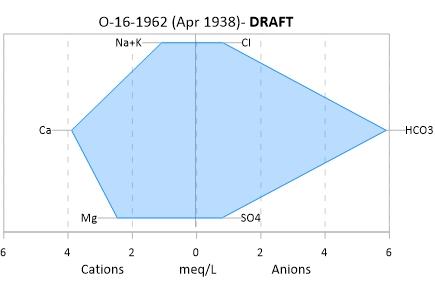 O-16-1962 (Apr 1938)- DRAFT
Na+K Cl
Ca HCO3
Mg SO4
6 4 2 0 2 4 6
Cations meq/L Anions